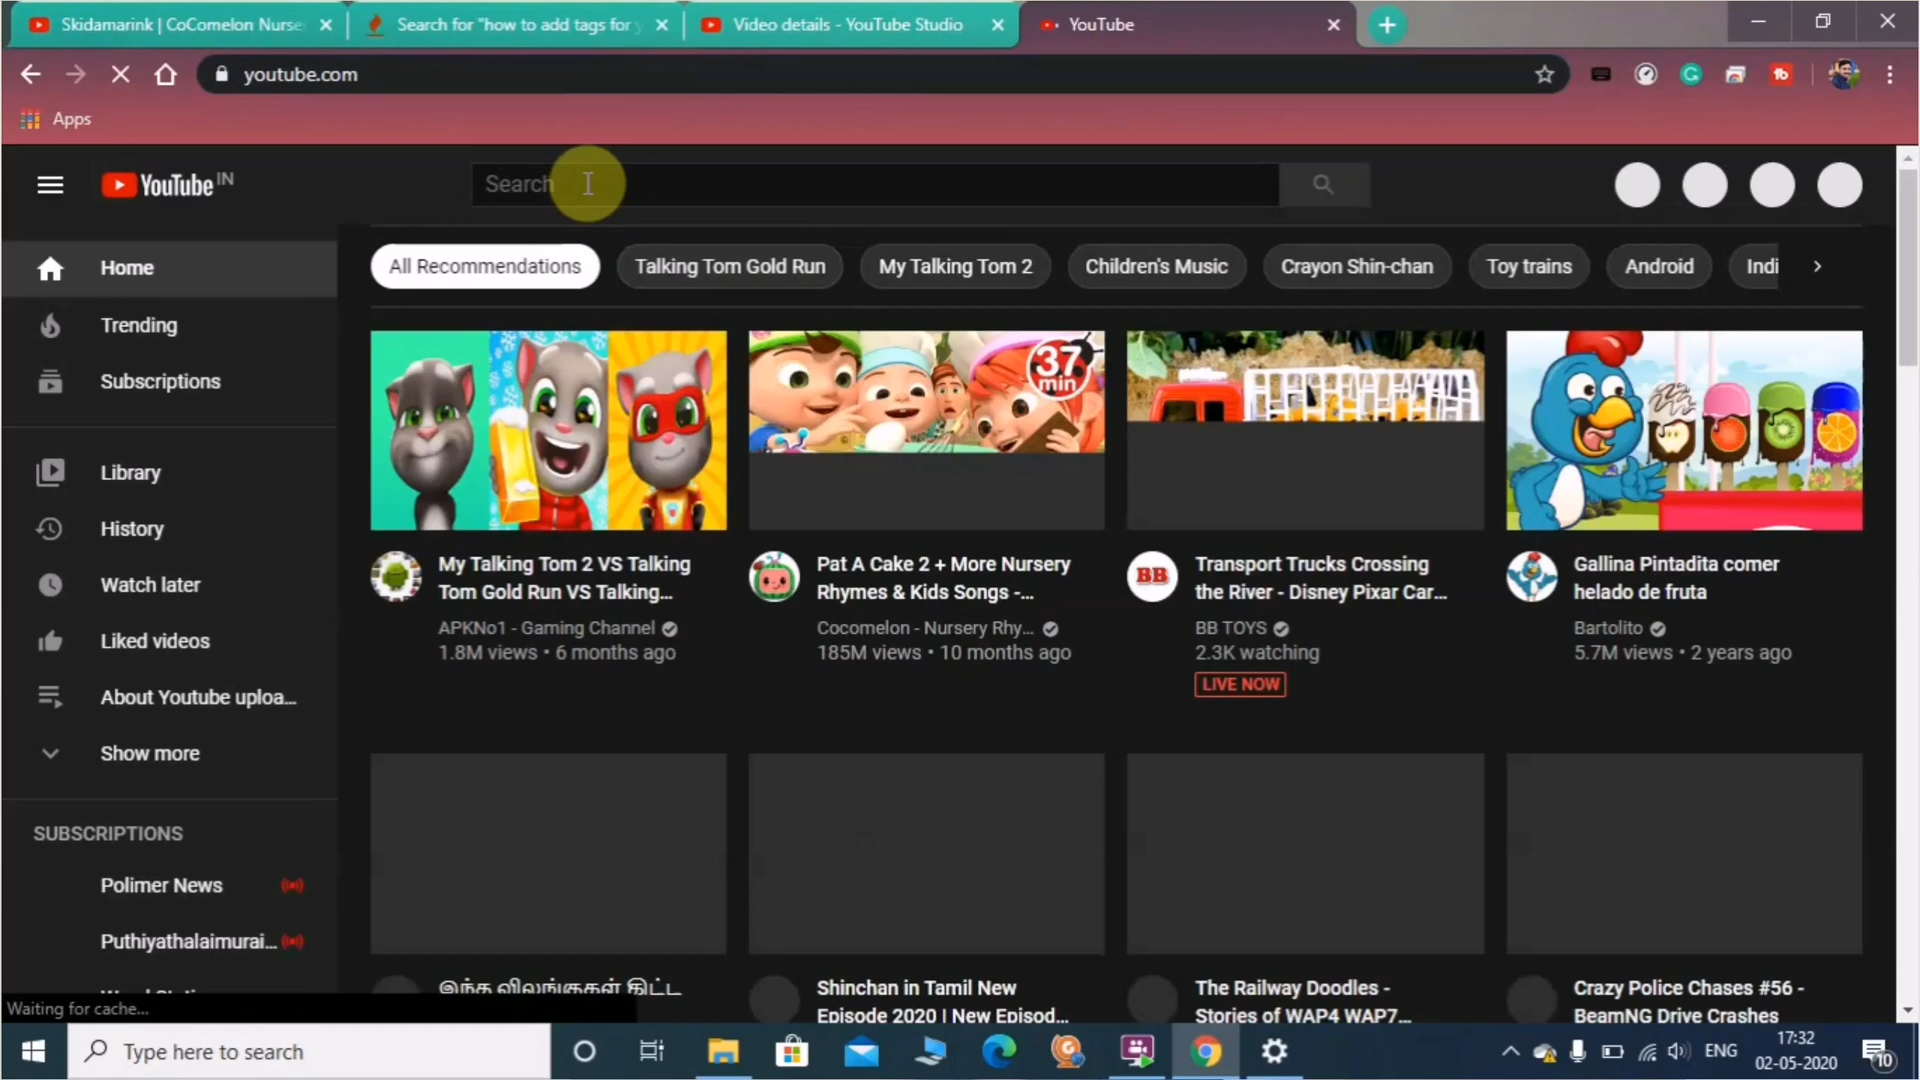 Skidamarink | CoComelon Nurse
Search for "how to add tags for y
Video details - YouTube Studio
YouTube
youtube.com
Apps
YouTube IN
Search
All Recommendations
Talking Tom Gold Run
My Talking Tom 2
Children's Music
Crayon Shin-chan
Toy trains
Android
Indi
Home
Trending
Subscriptions
Library
History
Watch later
Liked videos
About Youtube uploa...
Show more
SUBSCRIPTIONS
Polimer News
Puthiyathalaimurai...
37
min
My Talking Tom 2 VS Talking
Tom Gold Run VS Talking...
APKNo1 - Gaming Channel
1.8M views • 6 months ago
Pat A Cake 2 + More Nursery
Rhymes & Kids Songs -...
Cocomelon - Nursery Rhy...
185M views • 10 months ago
BB
Transport Trucks Crossing
the River - Disney Pixar Car...
BB TOYS
2.3K watching
LIVE NOW
Gallina Pintadita comer
helado de fruta
Bartolito
5.7M views • 2 years ago
இந்த விலங்குகள் கிட்ட
Shinchan in Tamil New
Episode 2020 | New Episod...
The Railway Doodles -
Stories of WAP4 WAP7...
Crazy Police Chases #56 -
BeamNG Drive Crashes
Waiting for cache...
Type here to search
ENG
17:32
02-05-2020
10